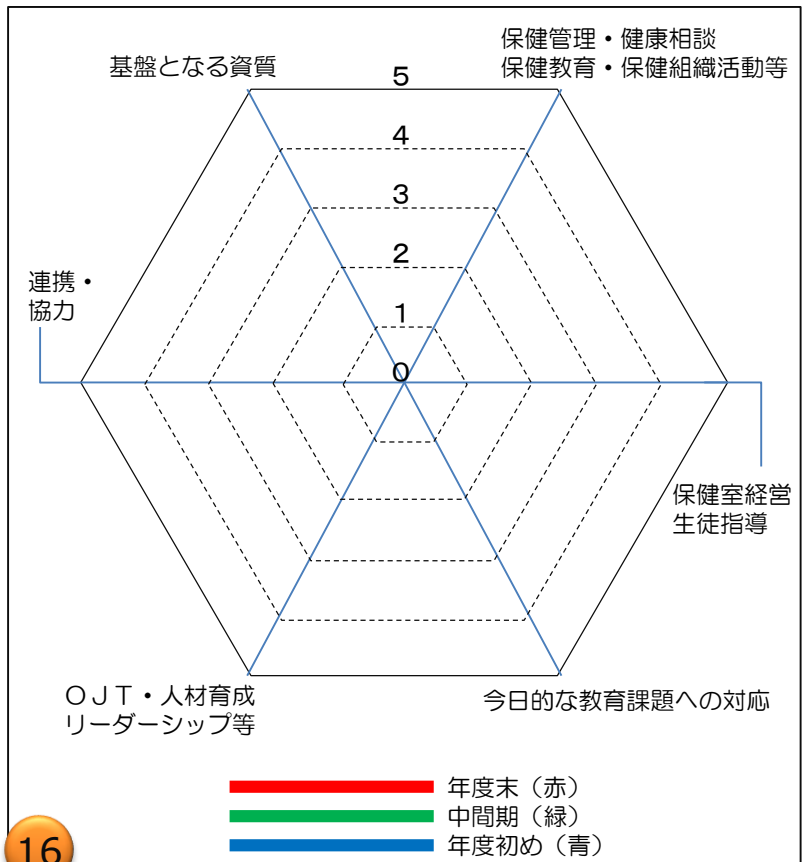 保健管理・健康相談
保健教育・保健組織活動等
基盤となる資質
5
4
3
2
1
0
連携・
協力
保健室経営
生徒指導
ＯＪＴ・人材育成
リーダーシップ等
今日的な教育課題への対応
年度末（赤）
中間期（緑）
年度初め（青）
16